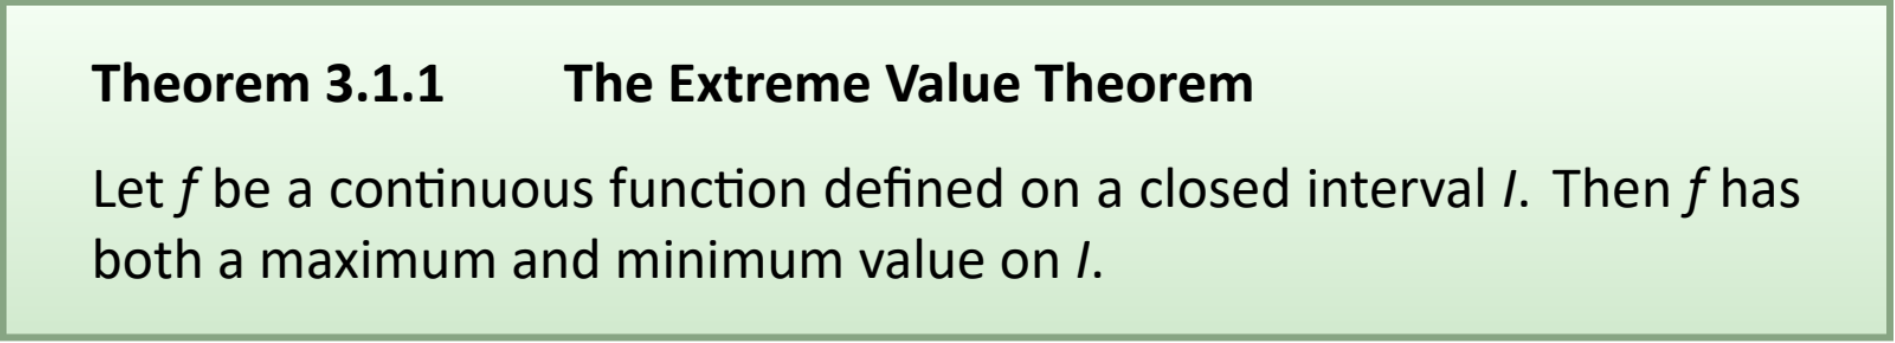 Theorem 3.1.1 The Extreme Value Theorem
Let f be a continuous function defined on a closed interval I. Then f has
both a maximum and minimum value on I.